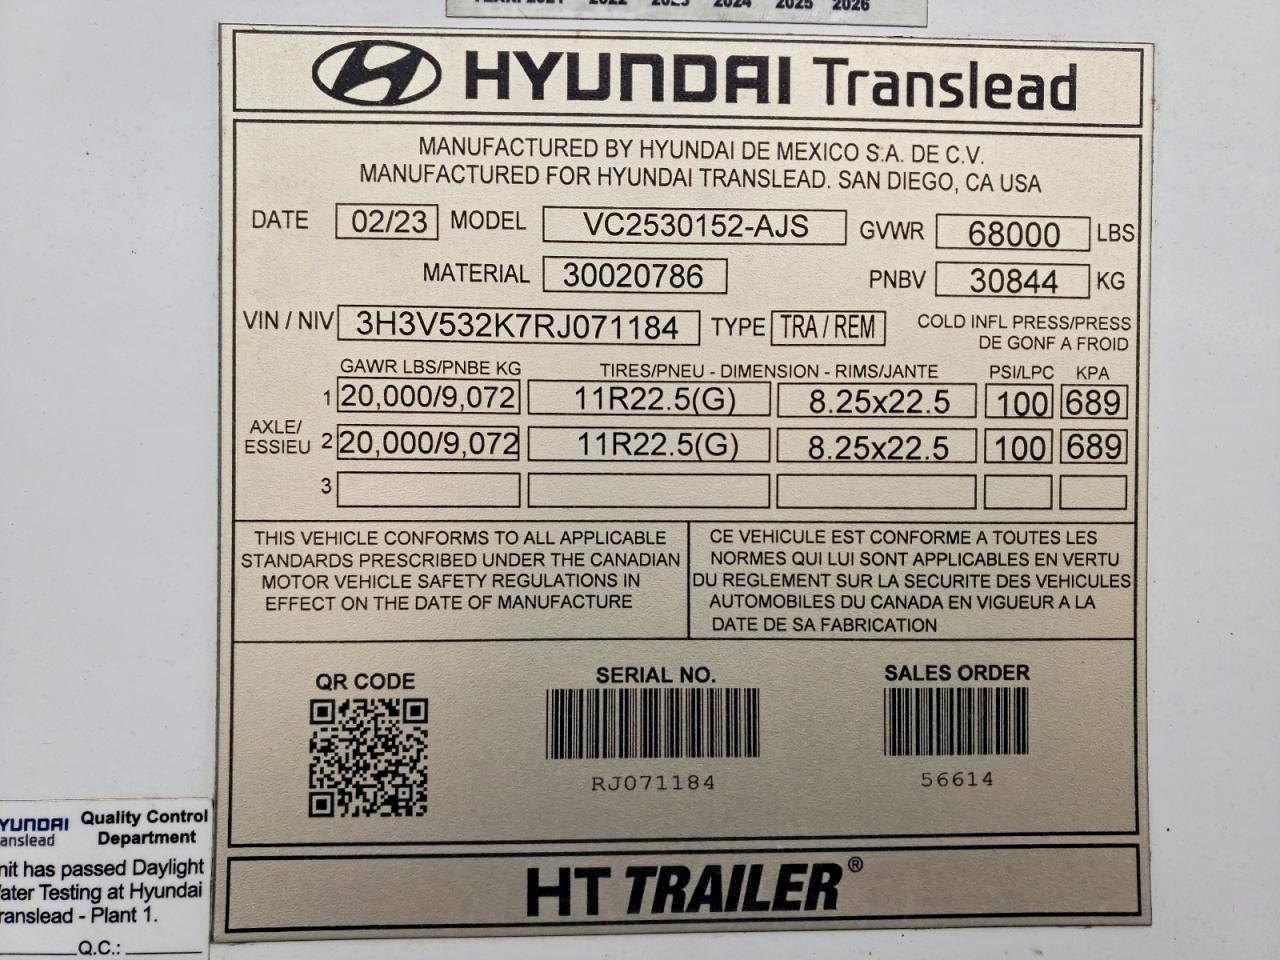 2022 2023 2024 2025 2026
HYUNDAI Translead
MANUFACTURED BY HYUNDAI DE MEXICO S.A. DE C.V.
MANUFACTURED FOR HYUNDAI TRANSLEAD. SAN DIEGO, CA USA
DATE 02/23 MODEL VC2530152-AJS GVWR 68000 LBS
MATERIAL 30020786 PNBV 30844 KG
VIN / NIV 3H3V532K7RJ071184 TYPE TRA / REM COLD INFL PRESS/PRESS
DE GONF A FROID
GAWR LBS/PNBE KG TIRES/PNEU - DIMENSION - RIMS/JANTE PSI/LPC KPA
1 20,000/9,072 11R22.5(G) 8.25x22.5 100 689
AXLE/
ESSIEU 2 20,000/9,072 11R22.5(G) 8.25x22.5 100 689
3
THIS VEHICLE CONFORMS TO ALL APPLICABLE
STANDARDS PRESCRIBED UNDER THE CANADIAN
MOTOR VEHICLE SAFETY REGULATIONS IN
EFFECT ON THE DATE OF MANUFACTURE
CE VEHICULE EST CONFORME A TOUTES LES
NORMES QUI LUI SONT APPLICABLES EN VERTU
DU REGLEMENT SUR LA SECURITE DES VEHICULES
AUTOMOBILES DU CANADA EN VIGUEUR A LA
DATE DE SA FABRICATION
QR CODE SERIAL NO. SALES ORDER
RJ071184 56614
HT TRAILER®
YUNDAI Quality Control
anslead Department
nit has passed Daylight
ater Testing at Hyundai
ranslead - Plant 1.
Q.C.: